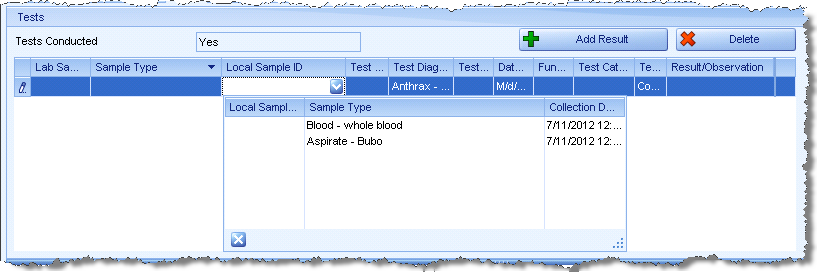 Tests
Tests Conducted Yes Add Result Delete
Lab Sa... Sample Type Local Sample ID Test ... Test Diag... Test... Dat... Fun... Test Cat... Te... Result/Observation
Anthrax - ... M/d/... Co...
Local Sampl... Sample Type Collection D...
Blood - whole blood 7/11/2012 12:...
Aspirate - Bubo 7/11/2012 12:...